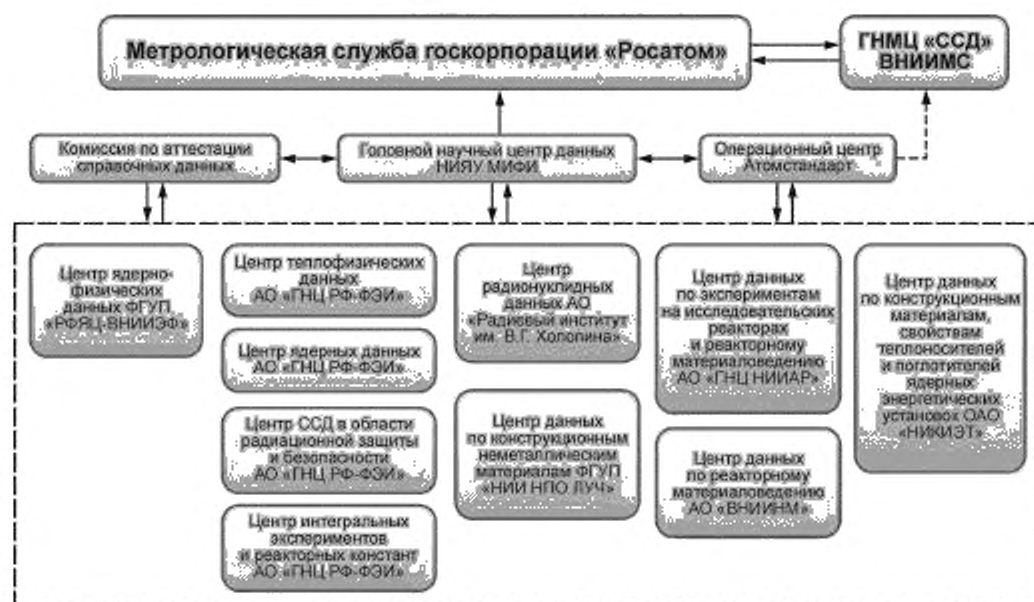 Метрологическая служба госкорпорации «Росатом»
ГНМЦ «ССД»
ВНИИМС
Комиссия по аттестации
справочных данных
Головной научный центр данных
НИЯУ МИФИ
Операционный центр
Атомстандарт
Центр ядерно-
физических
данных ФГУП
«РФЯЦ-ВНИИЭФ»
Центр теплофизических
данных
АО «ГНЦ РФ-ФЭИ»
Центр ядерных данных
АО «ГНЦ РФ-ФЭИ»
Центр ССД в области
радиационной защиты
и безопасности
АО «ГНЦ РФ-ФЭИ»
Центр интегральных
экспериментов
и реакторных констант
АО «ГНЦ РФ-ФЭИ»
Центр
радионуклидных
данных АО
«Радиевый институт
им. В.Г. Хлопина»
Центр данных
по конструкционным
неметаллическим
материалам ФГУП
«НИИ НПО ЛУЧ»
Центр данных
по экспериментам
на исследовательских
реакторах
и реакторному
материаловедению
АО «ГНЦ НИИАР»
Центр данных
по реакторному
материаловедению
АО «ВНИИНМ»
Центр данных
по конструкционным
материалам,
свойствам
теплоносителей
и поглотителей
ядерных
энергетических
установок ОАО
«НИКИЭТ»